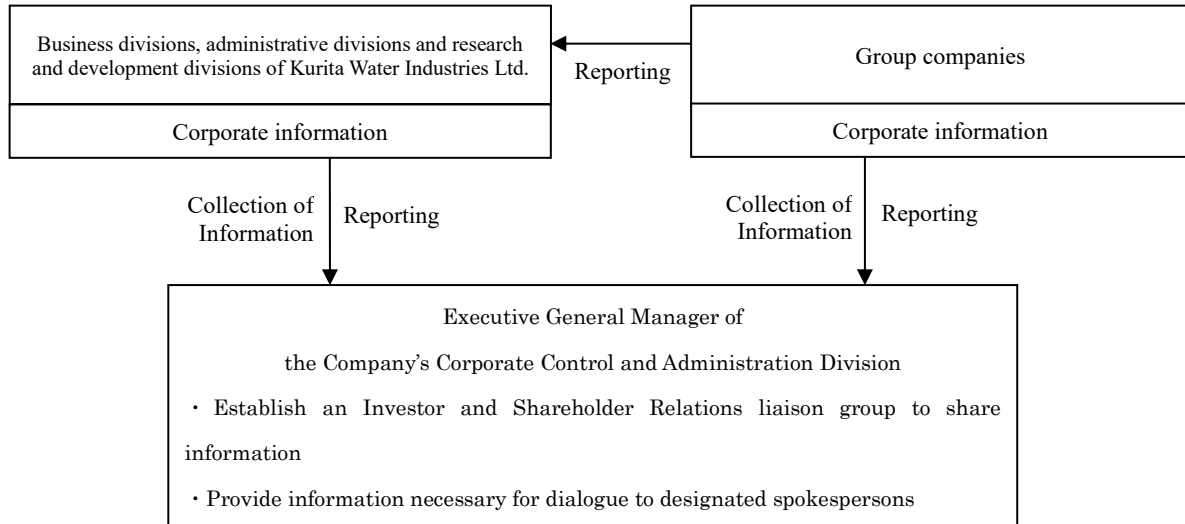 Business divisions, administrative divisions and research
and development divisions of Kurita Water Industries Ltd.
Reporting
Group companies
Corporate information
Corporate information
Collection of
Information
Reporting
Collection of
Information
Reporting
Executive General Manager of
the Company’s Corporate Control and Administration Division
・Establish an Investor and Shareholder Relations liaison group to share
information
・Provide information necessary for dialogue to designated spokespersons